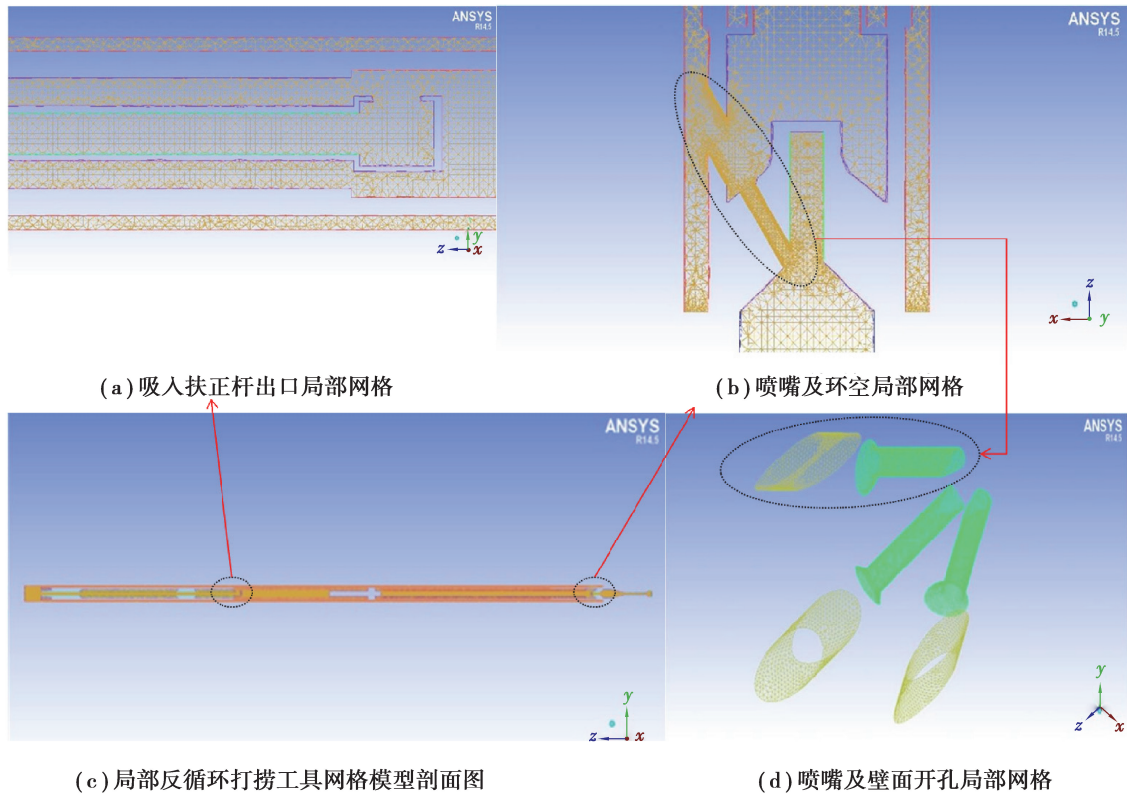 ANSYS
R14.5
y
z
x
(a)吸入扶正杆出口局部网格
ANSYS
R14.5
z
x
y
(b)喷嘴及环空局部网格
ANSYS
R14.5
y
z
x
(c)局部反循环打捞工具网格模型剖面图
ANSYS
R14.5
y
z
x
(d)喷嘴及壁面开孔局部网格